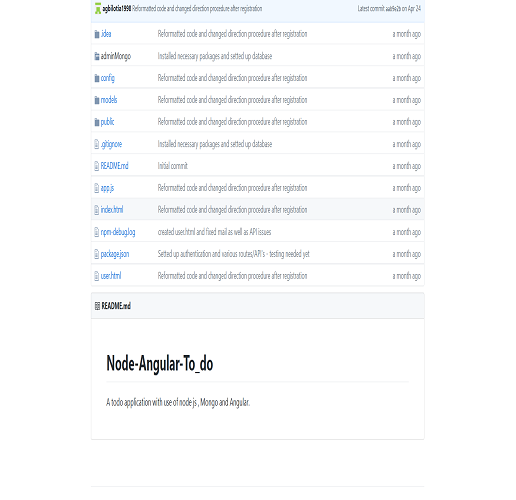 agbilotia1998 Reformatted code and changed direction procedure after registration Latest commit aab9a2b on Apr 24
.idea Reformatted code and changed direction procedure after registration a month ago
adminMongo Installed necessary packages and setted up database a month ago
config Reformatted code and changed direction procedure after registration a month ago
models Reformatted code and changed direction procedure after registration a month ago
public Reformatted code and changed direction procedure after registration a month ago
.gitignore Installed necessary packages and setted up database a month ago
README.md Initial commit a month ago
app.js Reformatted code and changed direction procedure after registration a month ago
index.html Reformatted code and changed direction procedure after registration a month ago
npm-debug.log created user.html and fixed mail as well as API issues a month ago
package.json Setted up authentication and various routes/API's - testing needed yet a month ago
user.html Reformatted code and changed direction procedure after registration a month ago
README.md
Node-Angular-To_do
A todo application with use of node js , Mongo and Angular.